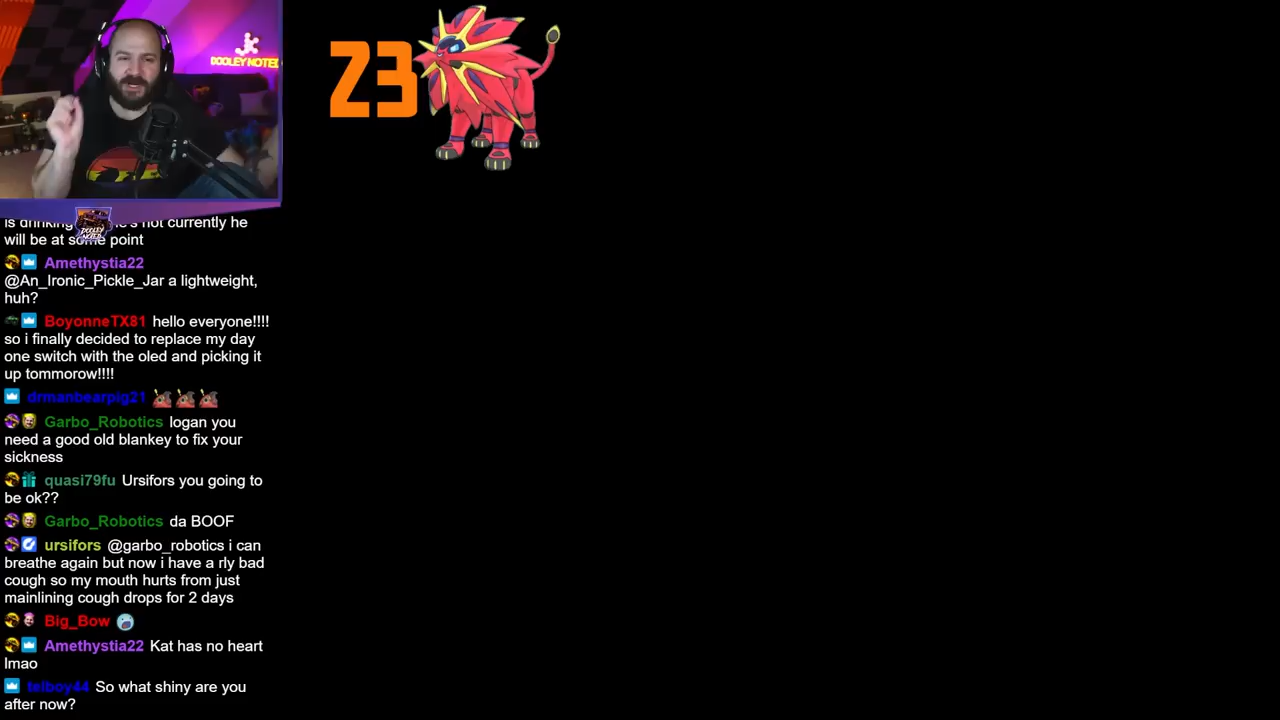 DOOLEY NOTED
23
DOOLEY NOTED
is drinking not currently he
will be at some point
Amethystia22
@An_Ironic_Pickle_Jar a lightweight,
huh?
BoyonneTX81 hello everyone!!!!
so i finally decided to replace my day
one switch with the oled and picking it
up tommorow!!!!
drmanbearpig21
Garbo_Robotics logan you
need a good old blankey to fix your
sickness
quasi79fu Ursifors you going to
be ok??
Garbo_Robotics da BOOF
ursifors @garbo_robotics i can
breathe again but now i have a rly bad
cough so my mouth hurts from just
mainlining cough drops for 2 days
Big_Bow
Amethystia22 Kat has no heart
lmao
telboy44 So what shiny are you
after now?